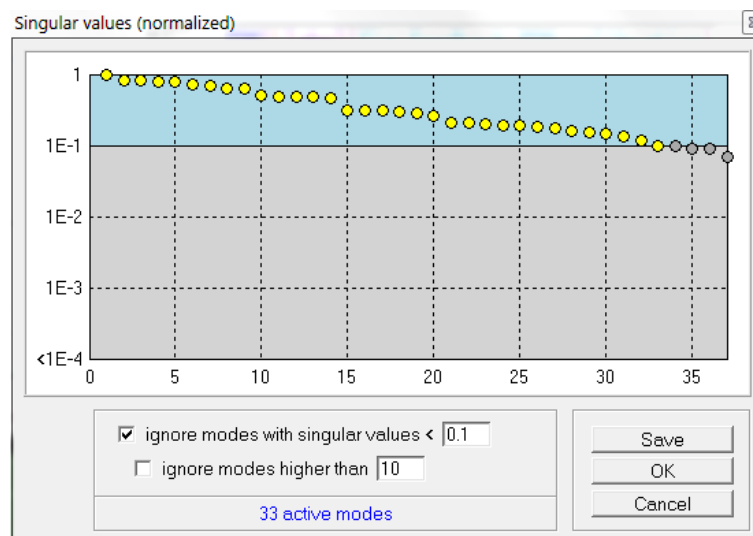 Singular values (normalized)
1
1E-1
1E-2
1E-3
<1E-4
0 5 10 15 20 25 30 35
ignore modes with singular values < 0.1
ignore modes higher than 10
33 active modes
Save
OK
Cancel